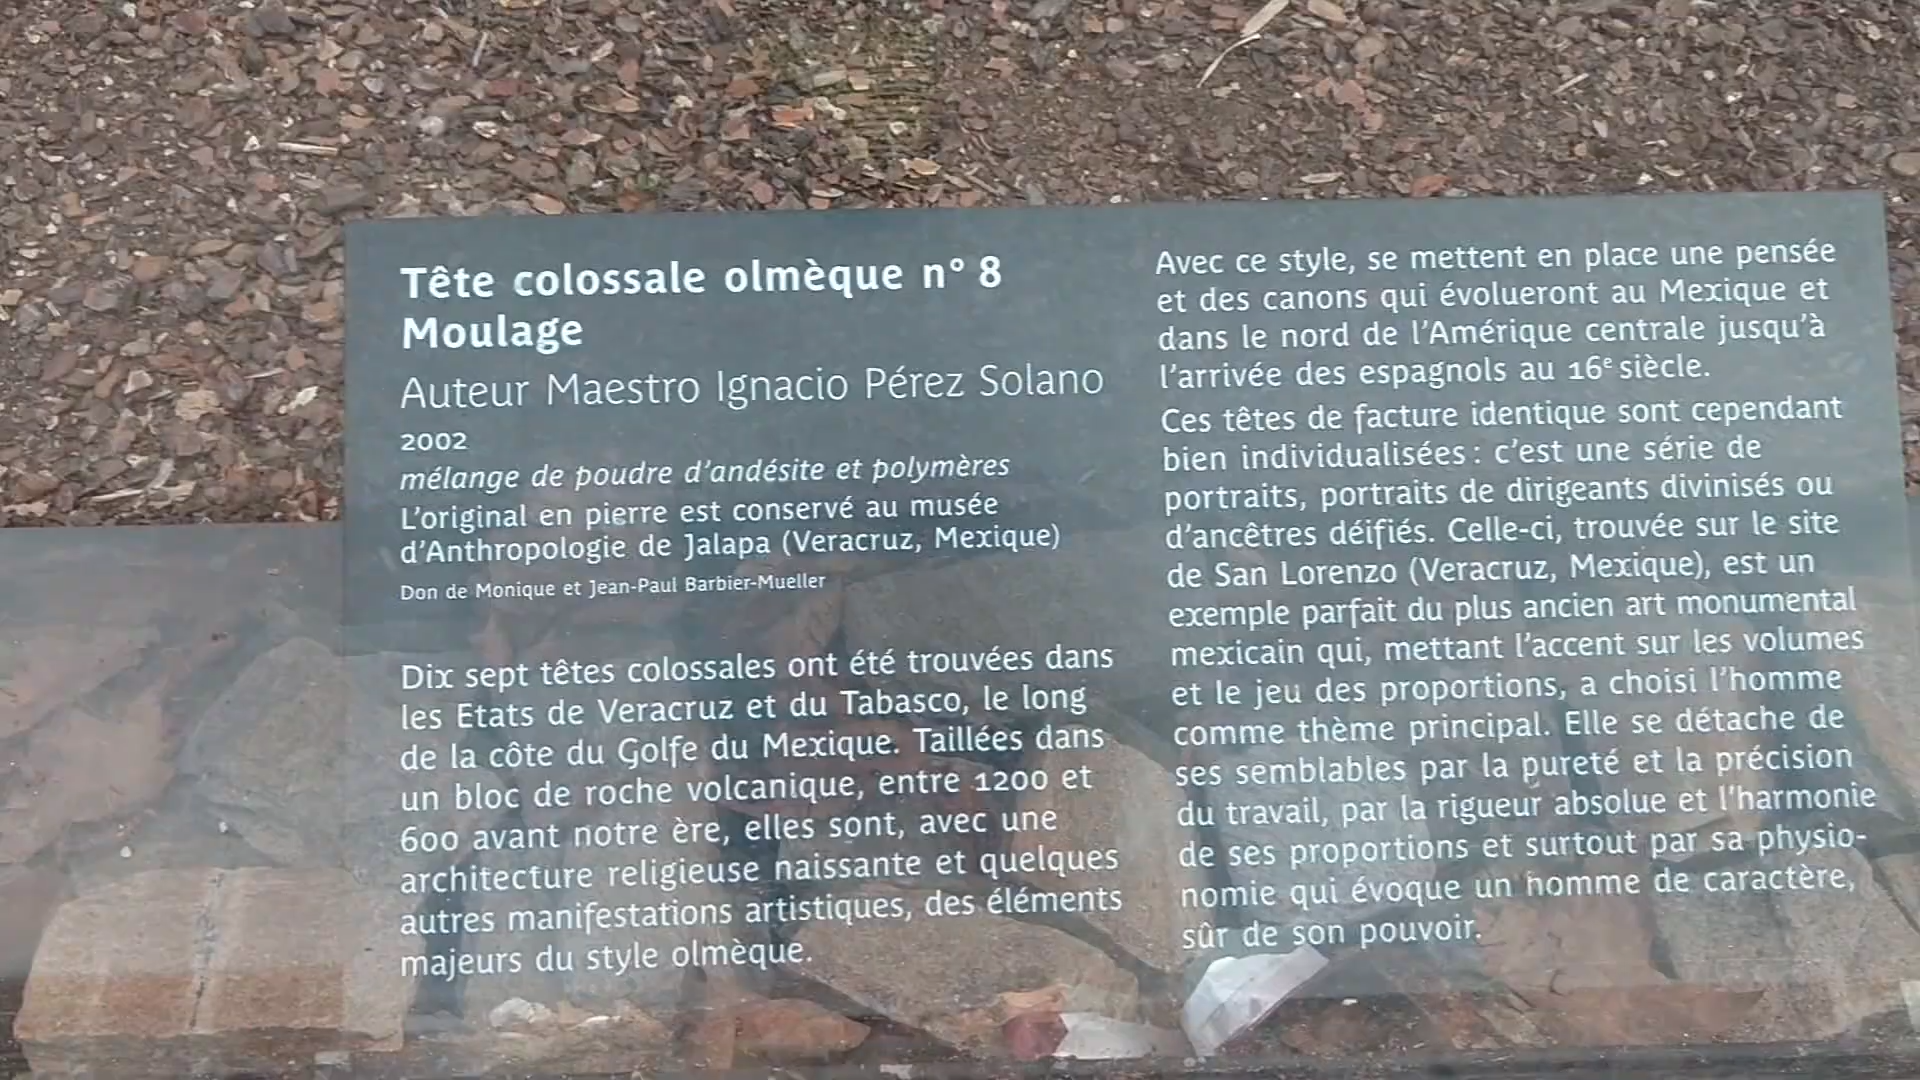 Tête colossale olmèque n° 8
Moulage
Auteur Maestro Ignacio Pérez Solano
2002
mélange de poudre d'andésite et polymères
L'original en pierre est conservé au musée
d'Anthropologie de Jalapa (Veracruz, Mexique)
Don de Monique et Jean-Paul Barbier-Mueller
Dix sept têtes colossales ont été trouvées dans
les Etats de Veracruz et du Tabasco, le long
de la côte du Golfe du Mexique. Taillées dans
un bloc de roche volcanique, entre 1200 et
600 avant notre ère, elles sont, avec une
architecture religieuse naissante et quelques
autres manifestations artistiques, des éléments
majeurs du style olmèque.
Avec ce style, se mettent en place une pensée
et des canons qui évolueront au Mexique et
dans le nord de l'Amérique centrale jusqu'à
l'arrivée des espagnols au 16e siècle.
Ces têtes de facture identique sont cependant
bien individualisées : c'est une série de
portraits, portraits de dirigeants divinisés ou
d'ancêtres déifiés. Celle-ci, trouvée sur le site
de San Lorenzo (Veracruz, Mexique), est un
exemple parfait du plus ancien art monumental
mexicain qui, mettant l'accent sur les volumes
et le jeu des proportions, a choisi l'homme
comme thème principal. Elle se détache de
ses semblables par la pureté et la précision
du travail, par la rigueur absolue et l'harmonie
de ses proportions et surtout par sa physio-
nomie qui évoque un homme de caractère,
sûr de son pouvoir.